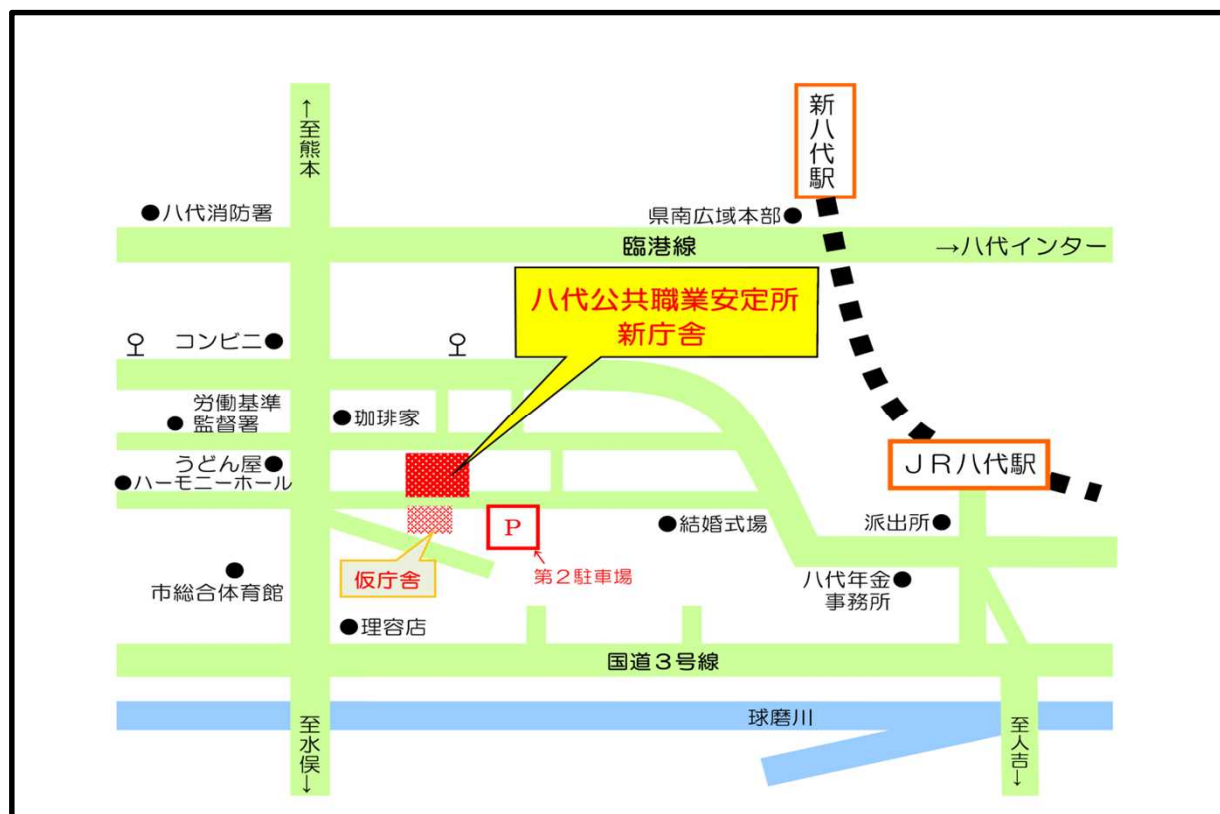 新八代駅
←至熊本
八代消防署
県南広域本部
臨港線
→八代インター
八代公共職業安定所
新庁舎
コンビニ
労働基準
監督署
珈琲家
うどん屋
ハーモニーホール
JR八代駅
P
結婚式場
派出所
仮庁舎
第2駐車場
市総合体育館
八代年金
事務所
理容店
国道3号線
球磨川
至水俣→
至人吉→